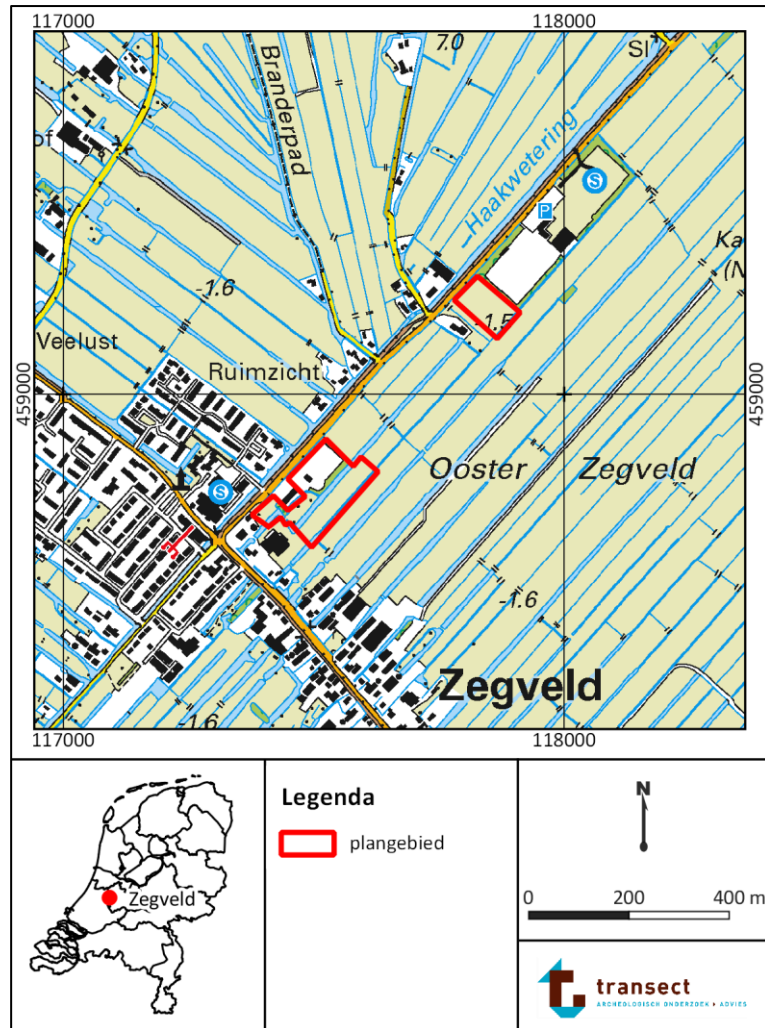 117000
118000
7.0
Sl
Branderpad
of
Haakwetering
S
P
Ka
(N
-1.6
-1.5
Veelust
Ruimzicht
459000
459000
S
Ooster Zegveld
-1.6
Zegveld
-1.6
117000
118000
Zegveld
Legenda
plangebied
N
0 200 400 m
transect
ARCHEOLOGISCH ONDERZOEK ▸ ADVIES